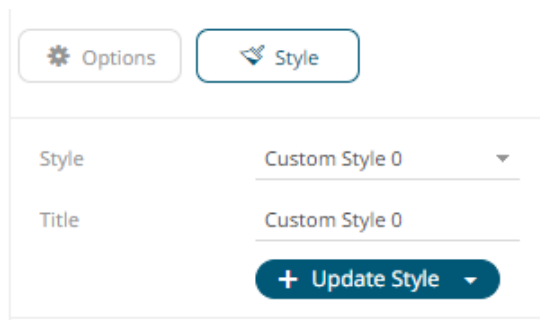 Options Style
Style Custom Style 0
Title Custom Style 0
+ Update Style